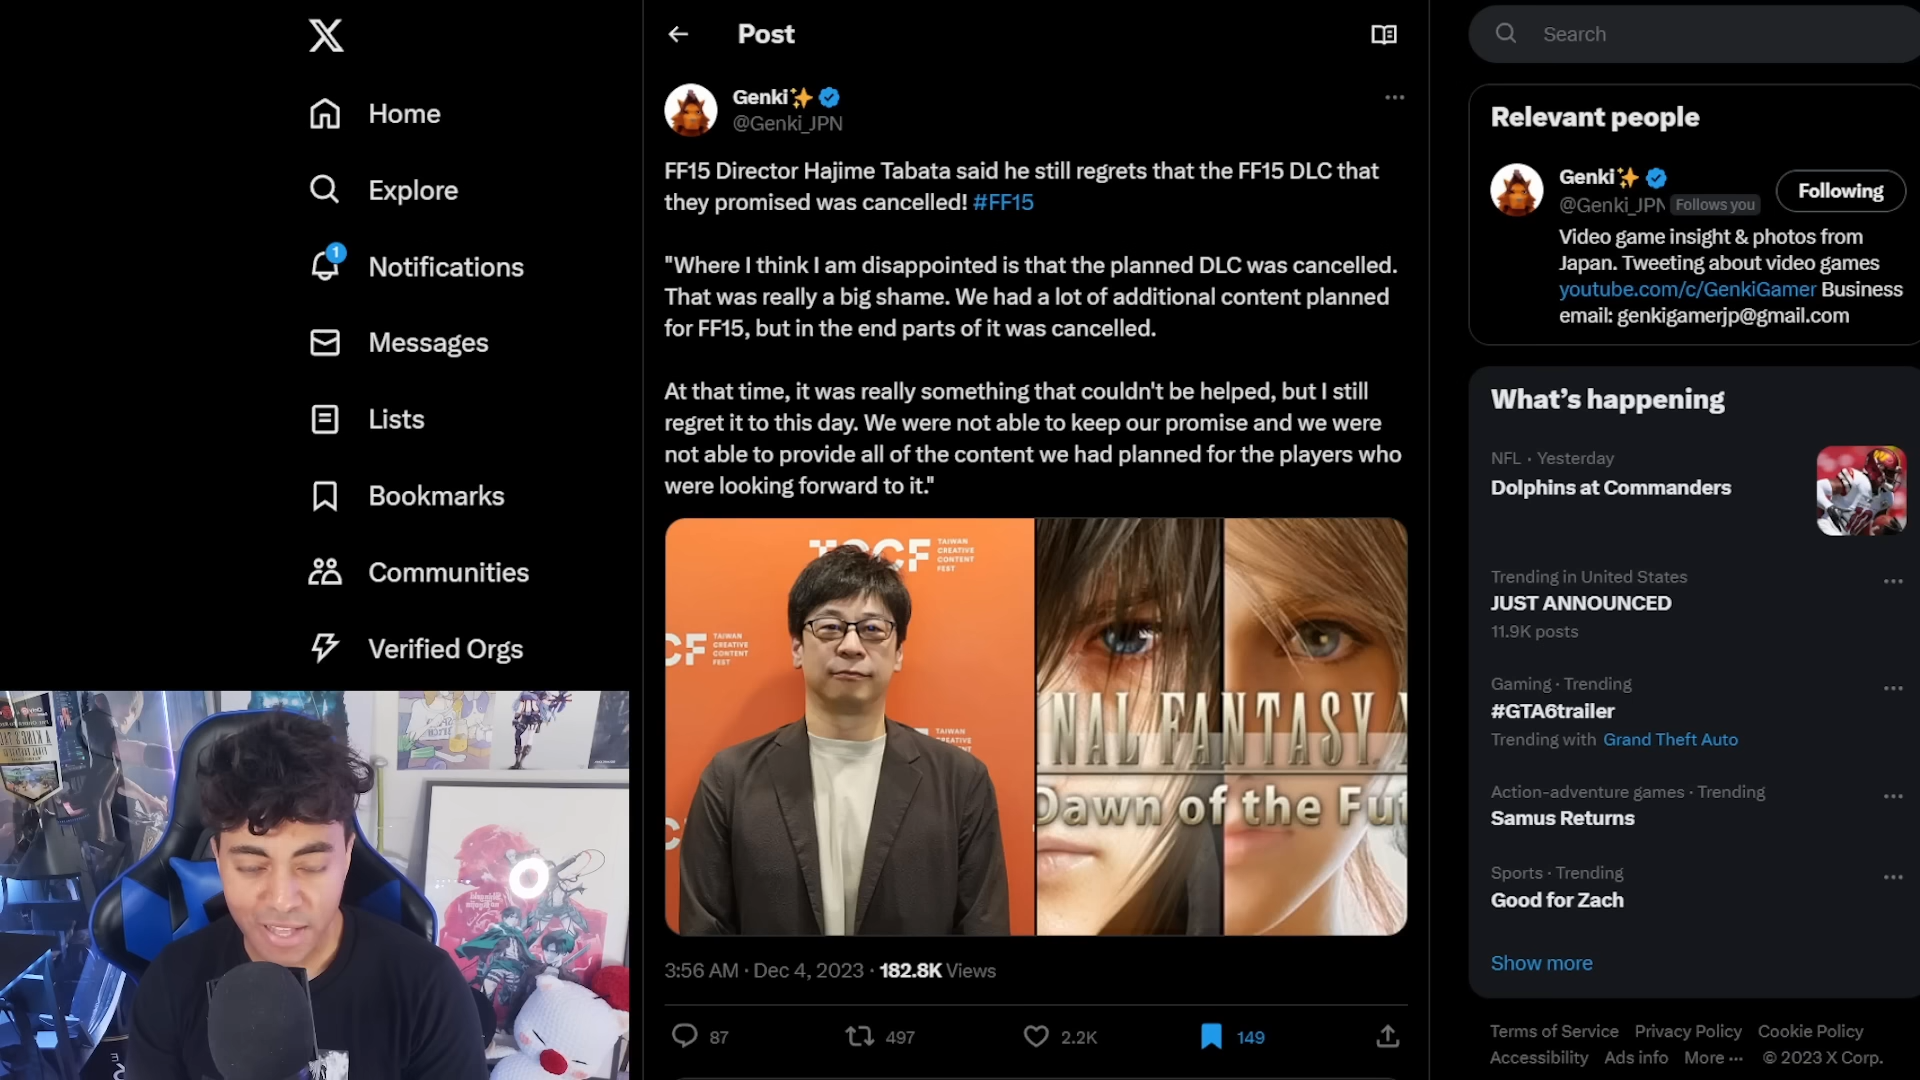 Home
Explore
1
Notifications
Messages
Lists
Bookmarks
Communities
Verified Orgs
Post
Genki✨
@Genki_JPN
FF15 Director Hajime Tabata said he still regrets that the FF15 DLC that
they promised was cancelled! #FF15
"Where I think I am disappointed is that the planned DLC was cancelled.
That was really a big shame. We had a lot of additional content planned
for FF15, but in the end parts of it was cancelled.
At that time, it was really something that couldn't be helped, but I still
regret it to this day. We were not able to keep our promise and we were
not able to provide all of the content we had planned for the players who
were looking forward to it."
TCCF
TAIWAN
CREATIVE
CONTENT
FEST
CF
TAIWAN
CREATIVE
CONTENT
FEST
NAL FANTASY
Dawn of the Fut
3:56 AM · Dec 4, 2023 · 182.8K Views
87
497
2.2K
149
Search
Relevant people
Genki✨
Following
@Genki_JPN Follows you
Video game insight & photos from
Japan. Tweeting about video games
youtube.com/c/GenkiGamer Business
email: genkigamerjp@gmail.com
What's happening
NFL · Yesterday
Dolphins at Commanders
Trending in United States
JUST ANNOUNCED
11.9K posts
Gaming · Trending
#GTA6trailer
Trending with Grand Theft Auto
Action-adventure games · Trending
Samus Returns
Sports · Trending
Good for Zach
Show more
Terms of Service Privacy Policy Cookie Policy
Accessibility Ads info More ··· © 2023 X Corp.